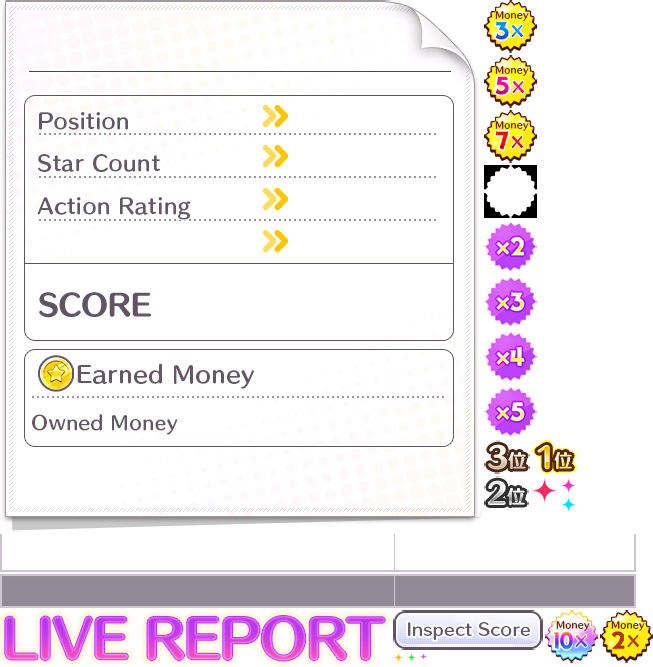 Position
Star Count
Action Rating
SCORE
Earned Money
Owned Money
Money
3×
Money
5×
Money
7×
×2
×3
×4
×5
3位 1位
2位
LIVE REPORT
Inspect Score
Money
10×
Money
2×